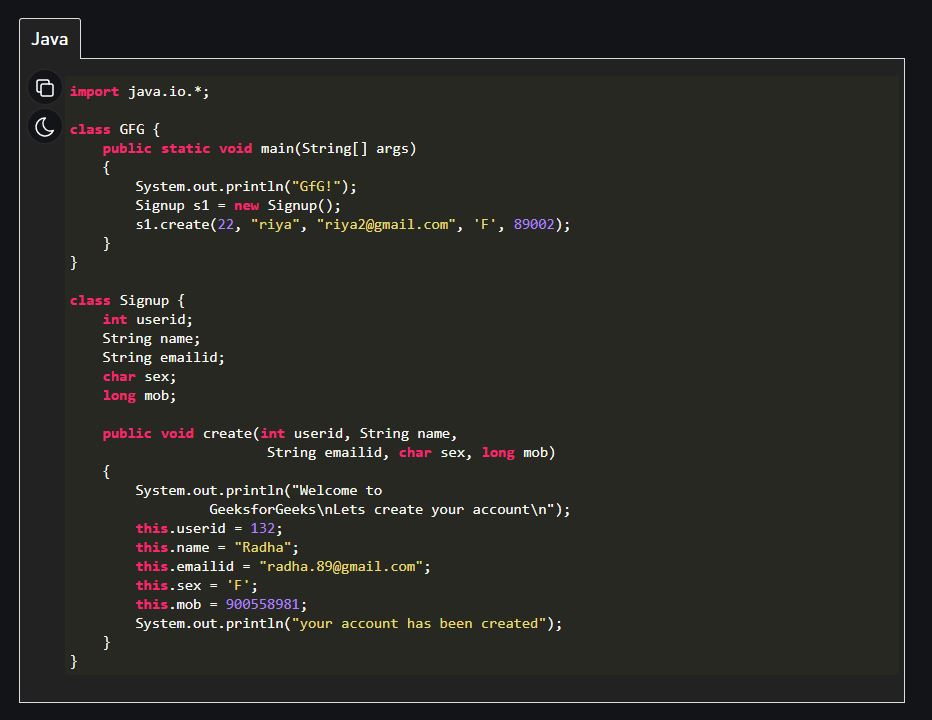 Java
import java.io.*;
class GFG {
    public static void main(String[] args)
    {
        System.out.println("GfG!");
        Signup s1 = new Signup();
        s1.create(22, "riya", "riya2@gmail.com", 'F', 89002);
    }
}
class Signup {
    int userid;
    String name;
    String emailid;
    char sex;
    long mob;
    public void create(int userid, String name,
                        String emailid, char sex, long mob)
    {
        System.out.println("Welcome to
                 GeeksforGeeks\nLets create your account\n");
        this.userid = 132;
        this.name = "Radha";
        this.emailid = "radha.89@gmail.com";
        this.sex = 'F';
        this.mob = 900558981;
        System.out.println("your account has been created");
    }
}